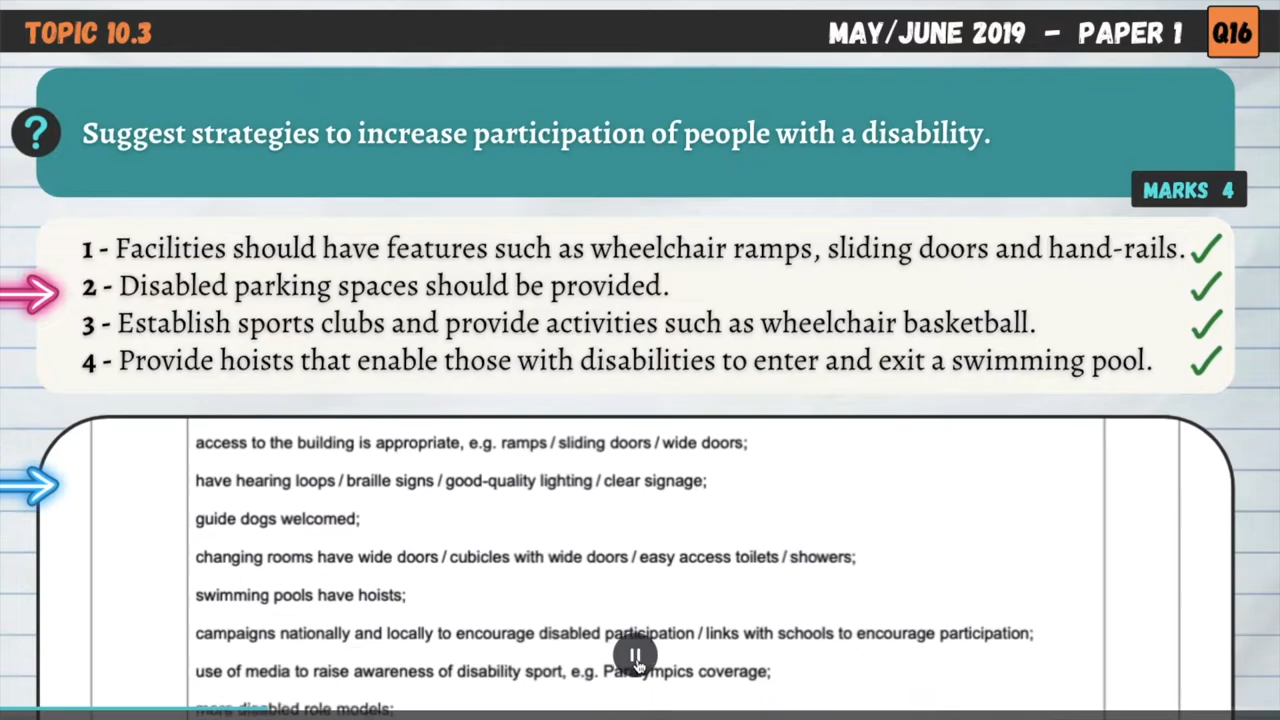 TOPIC 10.3
MAY/JUNE 2019 - PAPER 1
Q16
?
Suggest strategies to increase participation of people with a disability.
MARKS 4
1 - Facilities should have features such as wheelchair ramps, sliding doors and hand-rails.
2 - Disabled parking spaces should be provided.
3 - Establish sports clubs and provide activities such as wheelchair basketball.
4 - Provide hoists that enable those with disabilities to enter and exit a swimming pool.
access to the building is appropriate, e.g. ramps / sliding doors / wide doors;
have hearing loops / braille signs / good-quality lighting / clear signage;
guide dogs welcomed;
changing rooms have wide doors / cubicles with wide doors / easy access toilets / showers;
swimming pools have hoists;
campaigns nationally and locally to encourage disabled participation / links with schools to encourage participation;
use of media to raise awareness of disability sport, e.g. Paralympics coverage;
more disabled role models;